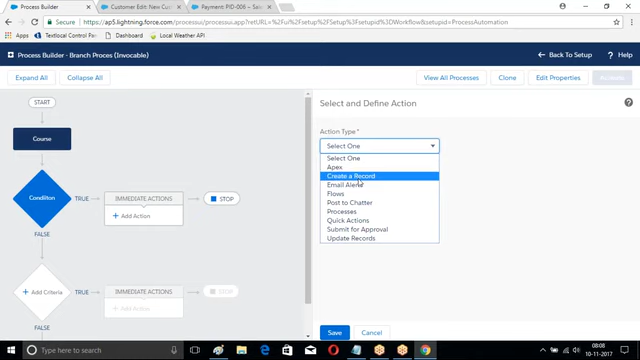 Process Builder
Customer Edit: New Cust
Payment: PID-006 ~ Sale
https://ap5.lightning.force.com/processui/processui.app?retURL=%2Fui%2Fsetup%2FSetup%3Fsetupid%3DWorkflow&setupid=ProcessAutomation
Apps
Textlocal Control Panel
Dashboard
Local Weather API
Process Builder - Branch Proces (Invocable)
Back To Setup
Help
Expand All
Collapse All
View All Processes
Clone
Edit Properties
Activate
START
Select and Define Action
Course
Action Type*
Select One
Select One
Apex
Create a Record
Email Alerts
Flows
Post to Chatter
Processes
Quick Actions
Submit for Approval
Update Records
Condition
TRUE
IMMEDIATE ACTIONS
STOP
+ Add Action
FALSE
+ Add Criteria
TRUE
IMMEDIATE ACTIONS
STOP
+ Add Action
FALSE
Save
Cancel
Type here to search
08:08
10-11-2017